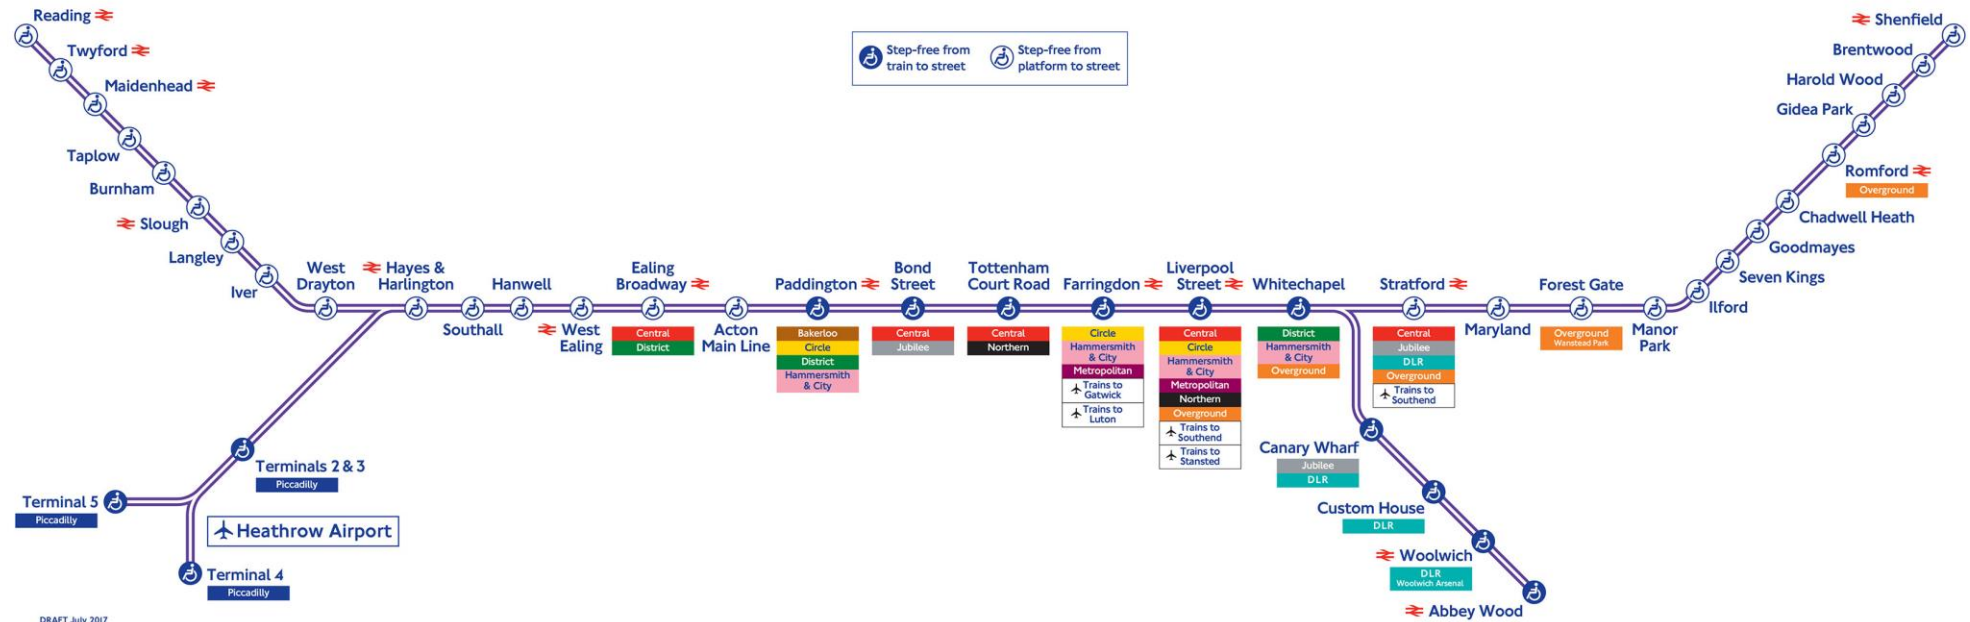 Reading
Twyford
Maidenhead
Taplow
Burnham
Slough
Langley
Iver
West
Drayton
Hayes &
Harlington
Southall
Hanwell
West
Ealing
Ealing
Broadway
Central
District
Acton
Main Line
Paddington
Bakerloo
Circle
District
Hammersmith
& City
Bond
Street
Central
Jubilee
Tottenham
Court Road
Central
Northern
Farringdon
Circle
Hammersmith
& City
Metropolitan
Trains to
Gatwick
Trains to
Luton
Liverpool
Street
Central
Circle
Hammersmith
& City
Metropolitan
Northern
Overground
Trains to
Southend
Trains to
Stansted
Whitechapel
District
Hammersmith
& City
Overground
Stratford
Central
Jubilee
DLR
Overground
Trains to
Southend
Maryland
Forest Gate
Overground
Wanstead Park
Manor
Park
Ilford
Seven Kings
Goodmayes
Chadwell Heath
Romford
Overground
Gidea Park
Harold Wood
Brentwood
Shenfield
Step-free from
train to street
Step-free from
platform to street
Terminals 2 & 3
Piccadilly
Terminal 5
Piccadilly
Heathrow Airport
Terminal 4
Piccadilly
Canary Wharf
Jubilee
DLR
Custom House
DLR
Woolwich
DLR
Woolwich Arsenal
Abbey Wood
DRAFT July 2017